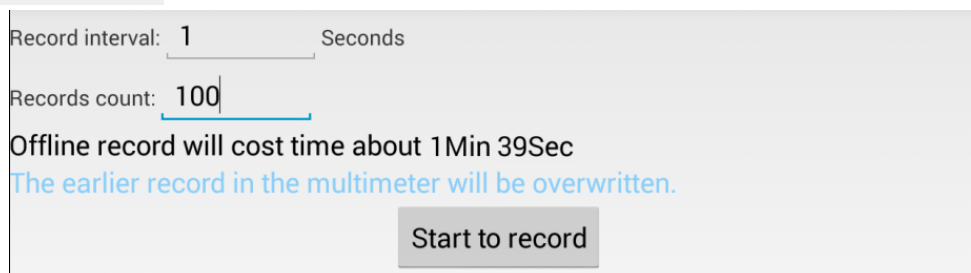 Record interval: 1 Seconds
Records count: 100
Offline record will cost time about 1Min 39Sec
The earlier record in the multimeter will be overwritten.
Start to record